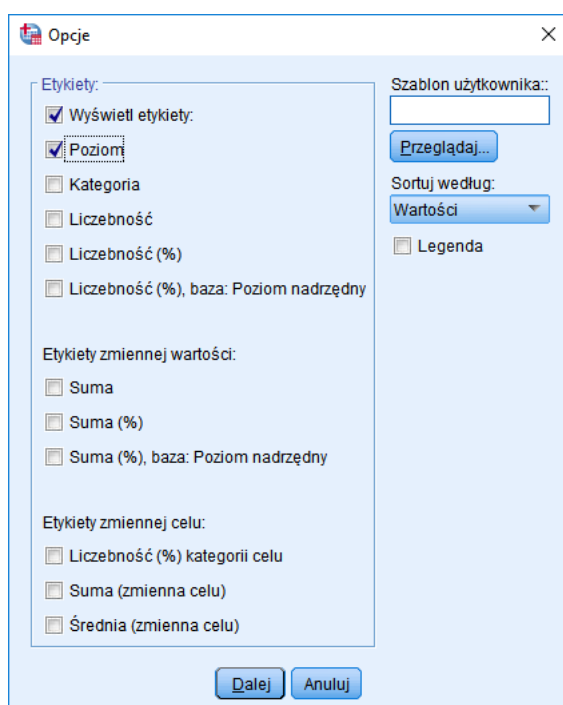 Opcje
Etykiety:
Wyświetl etykiety:
Poziom
Kategoria
Liczebność
Liczebność (%)
Liczebność (%), baza: Poziom nadrzędny
Etykiety zmiennej wartości:
Suma
Suma (%)
Suma (%), baza: Poziom nadrzędny
Etykiety zmiennej celu:
Liczebność (%) kategorii celu
Suma (zmienna celu)
Średnia (zmienna celu)
Szablon użytkownika::
Przeglądaj...
Sortuj według:
Wartości
Legenda
Dalej
Anuluj